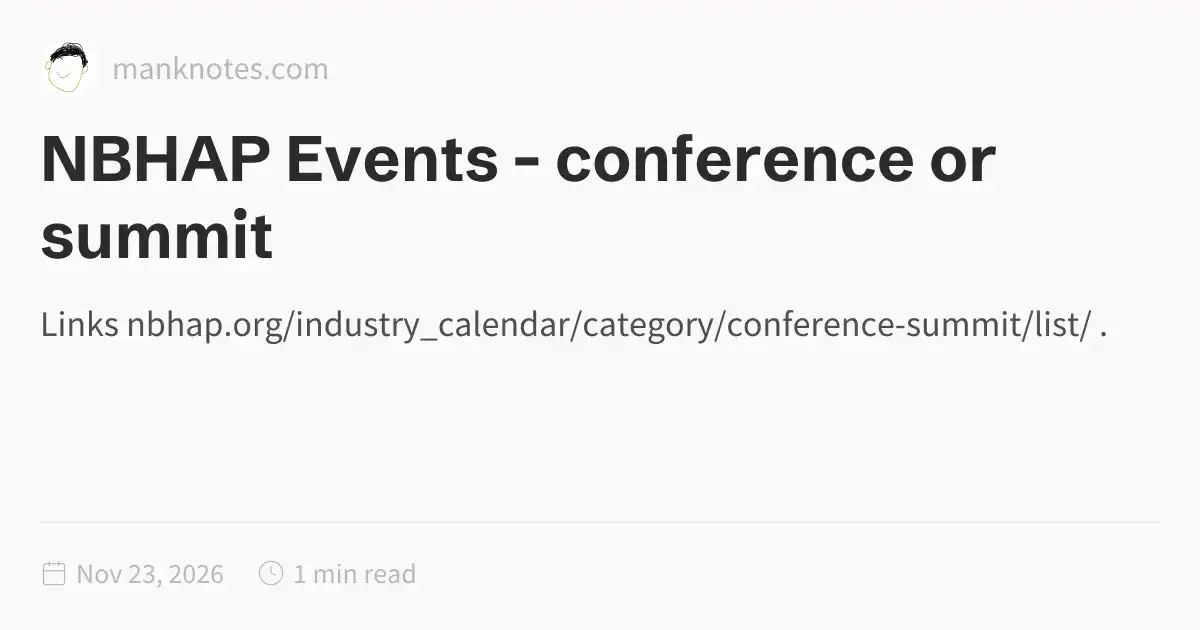 manknotes.com
NBHAP Events - conference or
summit
Links nbhap.org/industry_calendar/category/conference-summit/list/ .
Nov 23, 2026 1 min read